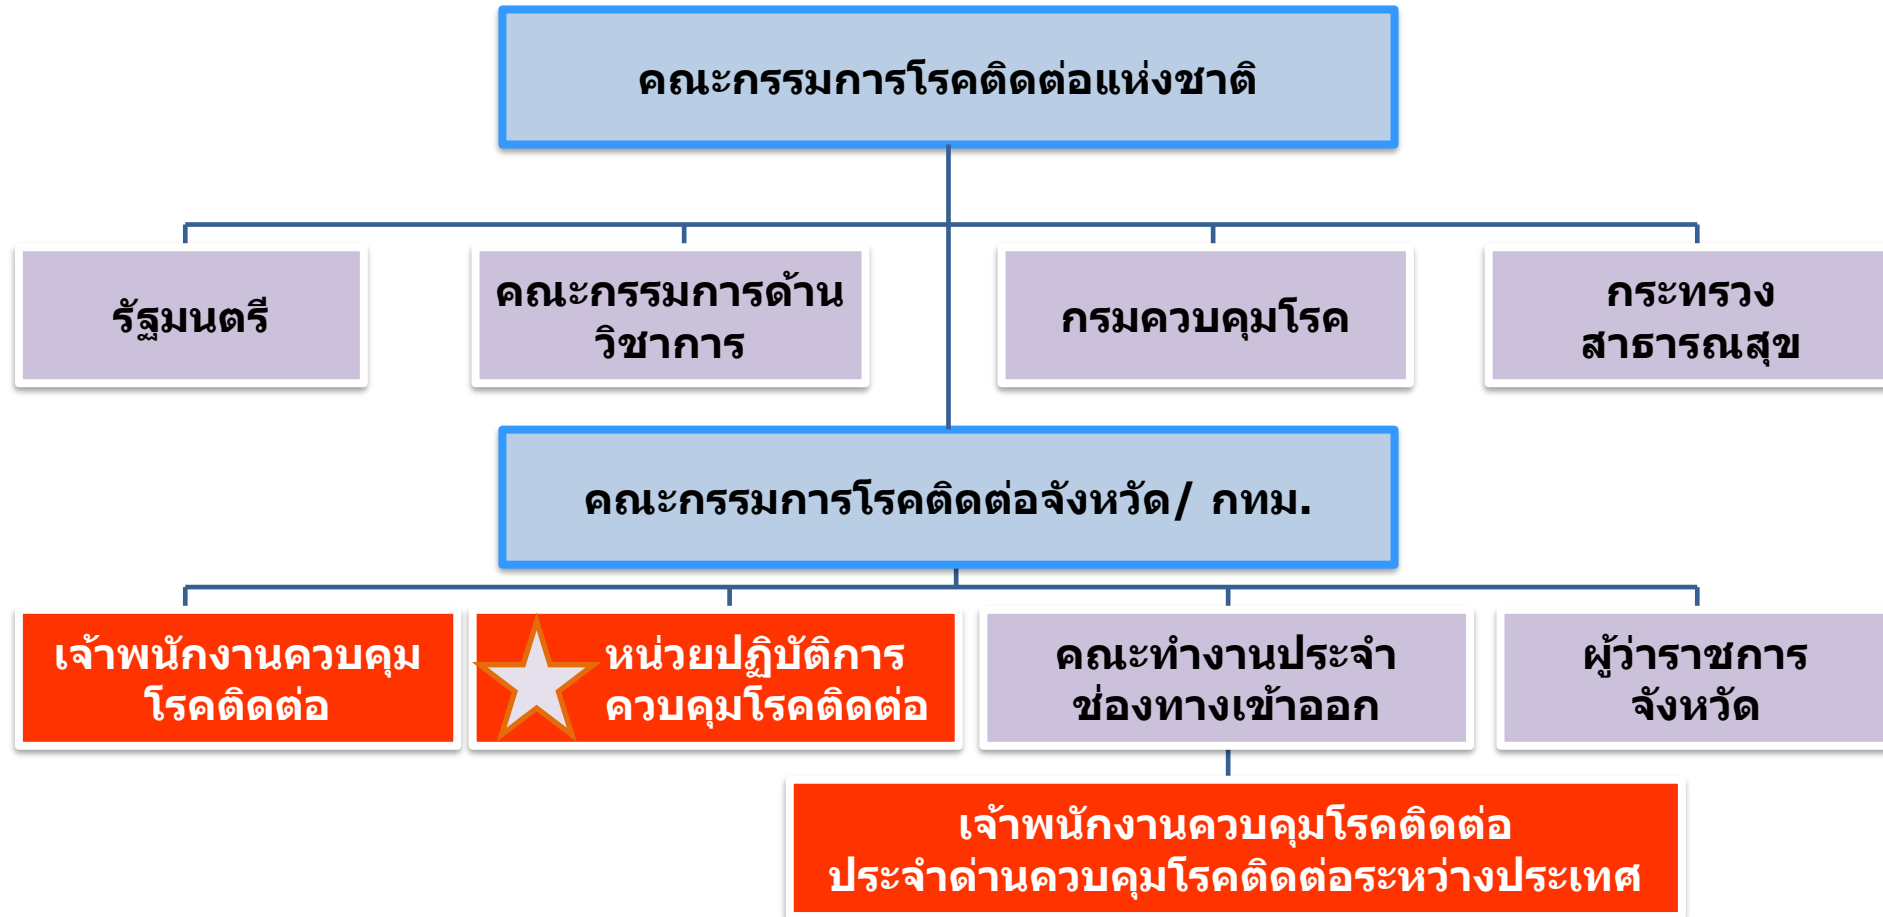 คณะกรรมการโรคติดต่อแห่งชาติ
รัฐมนตรี
คณะกรรมการด้าน
วิชาการ
กรมควบคุมโรค
กระทรวง
สาธารณสุข
คณะกรรมการโรคติดต่อจังหวัด/ กทม.
เจ้าพนักงานควบคุม
โรคติดต่อ
หน่วยปฏิบัติการ
ควบคุมโรคติดต่อ
คณะทำงานประจำ
ช่องทางเข้าออก
ผู้ว่าราชการ
จังหวัด
เจ้าพนักงานควบคุมโรคติดต่อ
ประจำด่านควบคุมโรคติดต่อระหว่างประเทศ